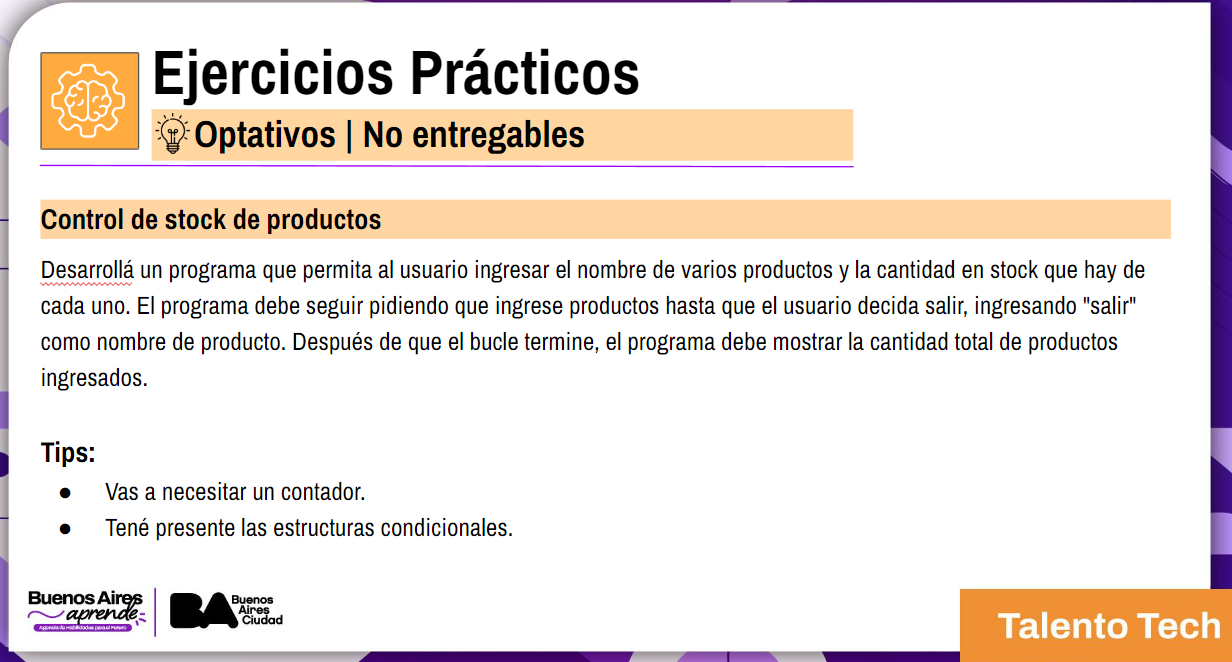 Ejercicios Prácticos
Optativos | No entregables
Control de stock de productos
Desarrollá un programa que permita al usuario ingresar el nombre de varios productos y la cantidad en stock que hay de
cada uno. El programa debe seguir pidiendo que ingrese productos hasta que el usuario decida salir, ingresando "salir"
como nombre de producto. Después de que el bucle termine, el programa debe mostrar la cantidad total de productos
ingresados.
Tips:
● Vas a necesitar un contador.
● Tené presente las estructuras condicionales.
Buenos Aires
aprende
Agencia de Habilidades para el Futuro
BA
Buenos
Aires
Ciudad
Talento Tech